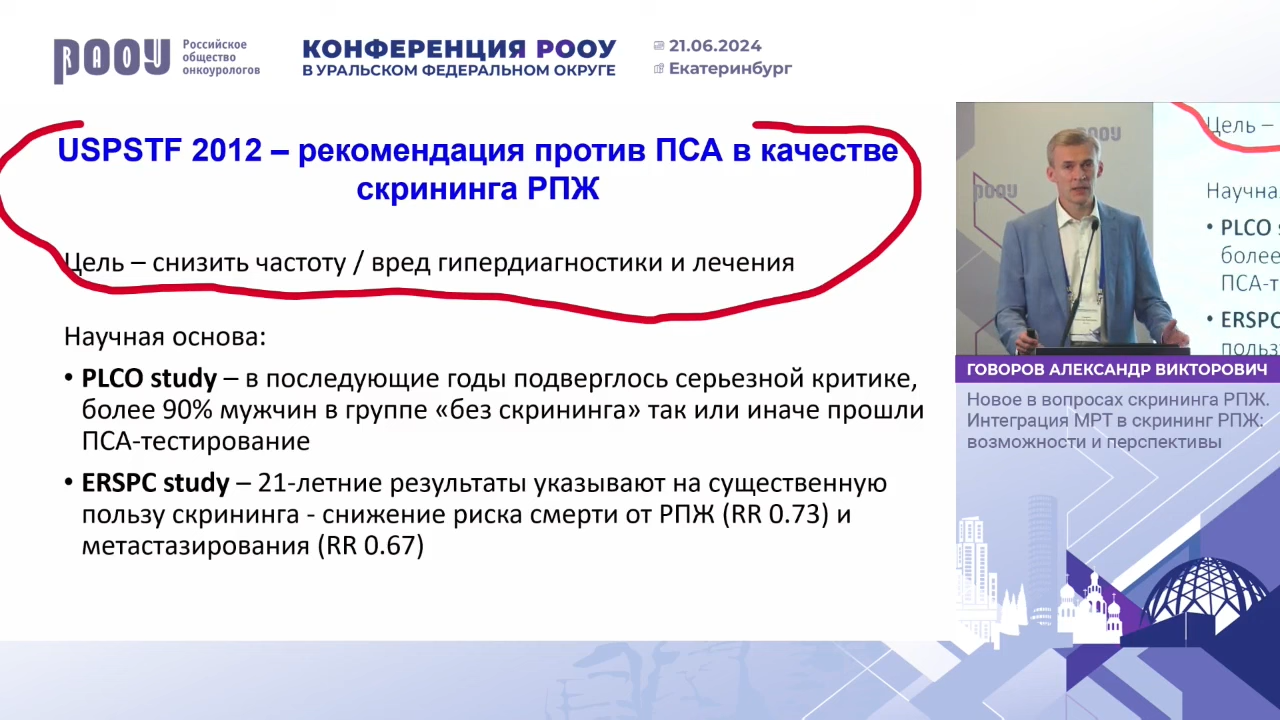 РООУ
RАОU
Российское
общество
онкоурологов
КОНФЕРЕНЦИЯ РООУ
В УРАЛЬСКОМ ФЕДЕРАЛЬНОМ ОКРУГЕ
21.06.2024
Екатеринбург
USPSTF 2012 – рекомендация против ПСА в качестве
скрининга РПЖ
Цель – снизить частоту / вред гипердиагностики и лечения
Научная основа:
• PLCO study – в последующие годы подверглось серьезной критике,
более 90% мужчин в группе «без скрининга» так или иначе прошли
ПСА-тестирование
• ERSPC study – 21-летние результаты указывают на существенную
пользу скрининга - снижение риска смерти от РПЖ (RR 0.73) и
метастазирования (RR 0.67)
РООУ
РООУ
Цель –
Научна
• PLCO
более
ПСА-т
• ERSPC
пользу
ГОВОРОВ АЛЕКСАНДР ВИКТОРОВИЧ
Новое в вопросах скрининга РПЖ.
Интеграция МРТ в скрининг РПЖ:
возможности и перспективы